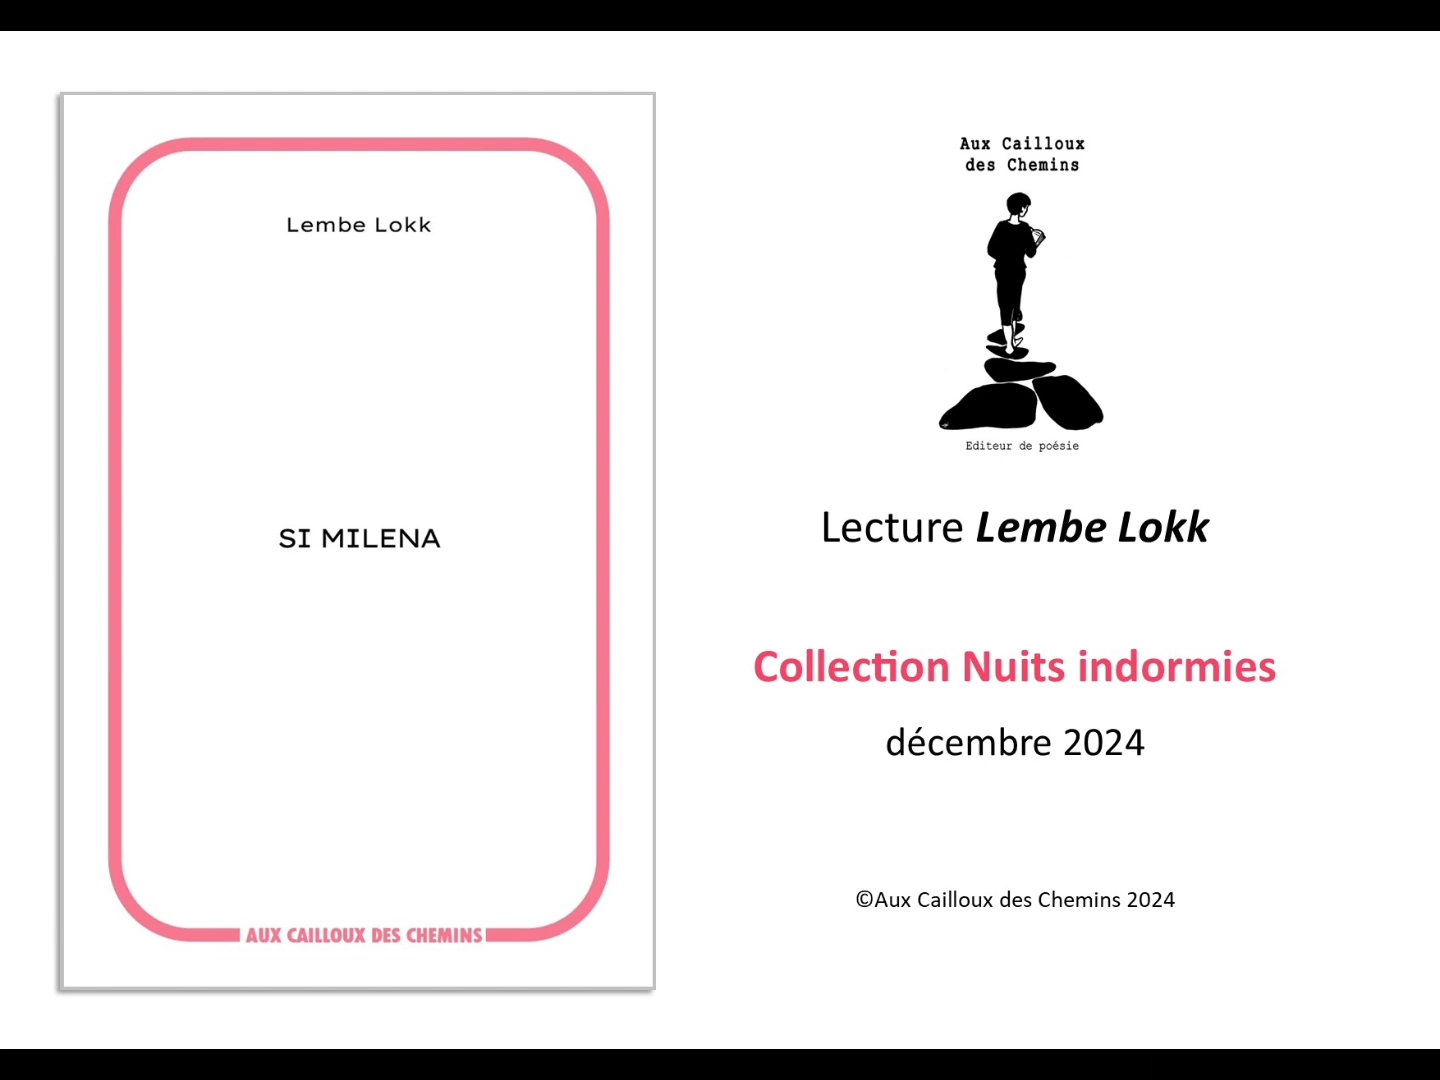 Lembe Lokk
SI MILENA
AUX CAILLOUX DES CHEMINS
Aux Cailloux
des Chemins
Editeur de poésie
Lecture Lembe Lokk
Collection Nuits indormies
décembre 2024
©Aux Cailloux des Chemins 2024